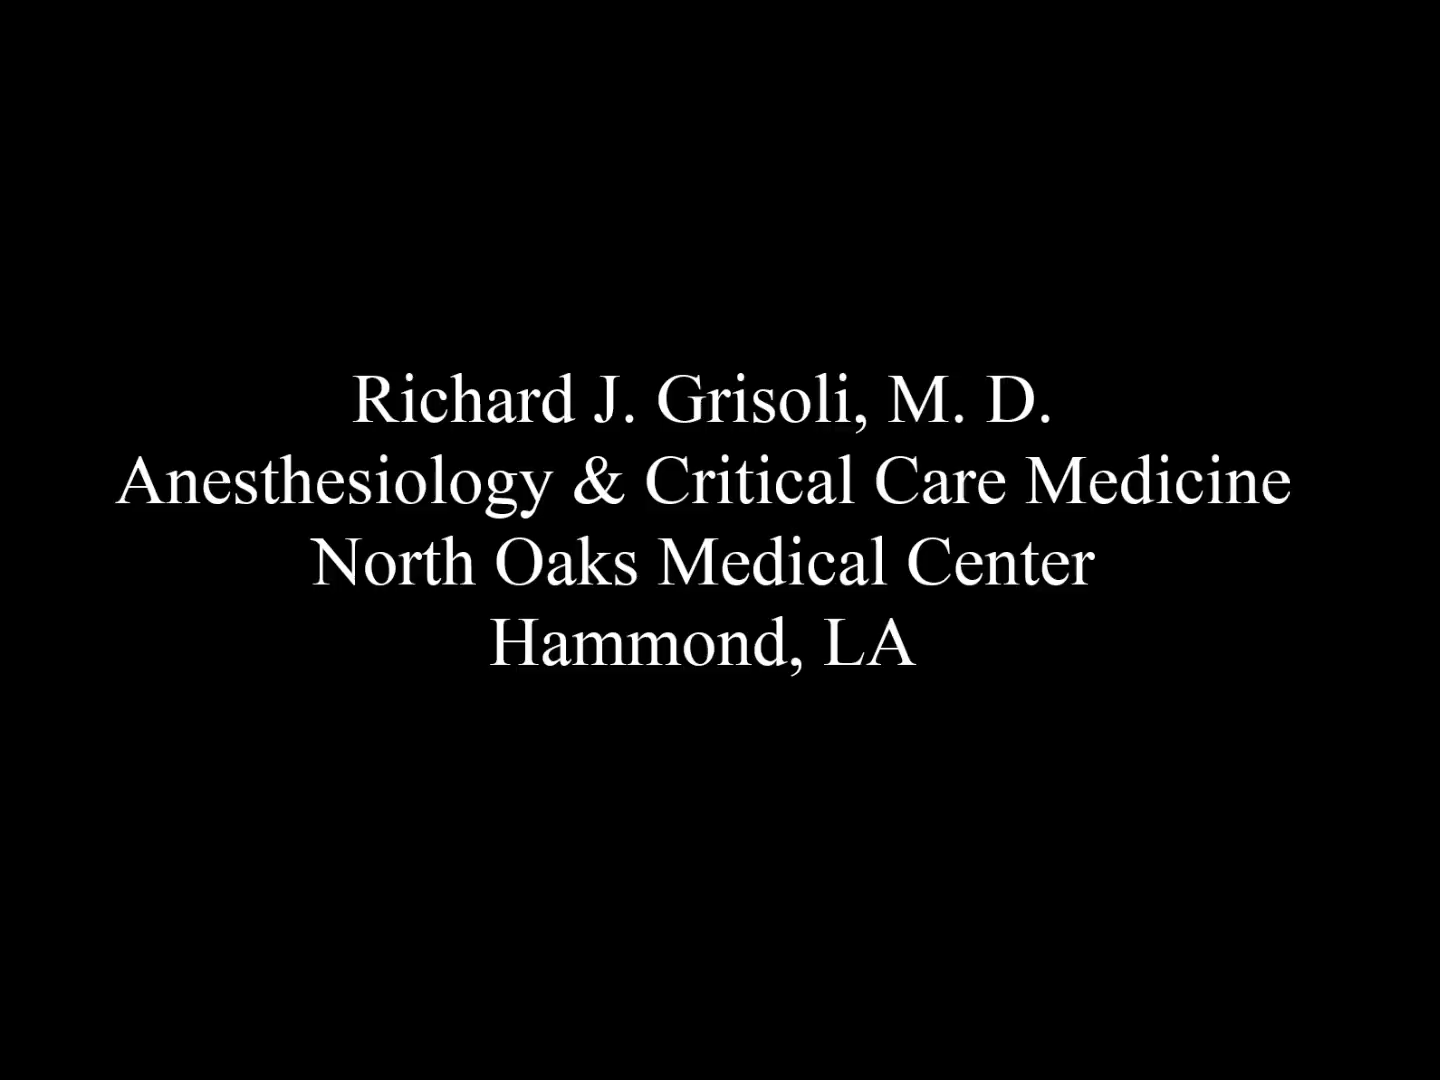 Richard J. Grisoli, M. D.
Anesthesiology & Critical Care Medicine
North Oaks Medical Center
Hammond, LA